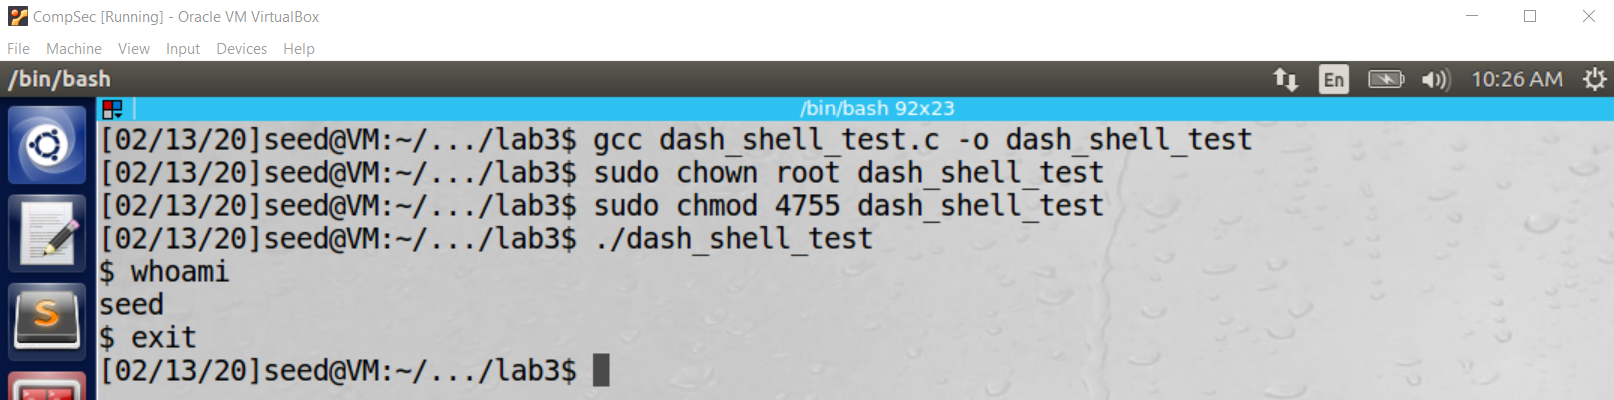 CompSec [Running] - Oracle VM VirtualBox
File Machine View Input Devices Help
/bin/bash En 10:26 AM
/bin/bash 92x23
[02/13/20]seed@VM:~/.../lab3$ gcc dash_shell_test.c -o dash_shell_test
[02/13/20]seed@VM:~/.../lab3$ sudo chown root dash_shell_test
[02/13/20]seed@VM:~/.../lab3$ sudo chmod 4755 dash_shell_test
[02/13/20]seed@VM:~/.../lab3$ ./dash_shell_test
$ whoami
seed
$ exit
[02/13/20]seed@VM:~/.../lab3$